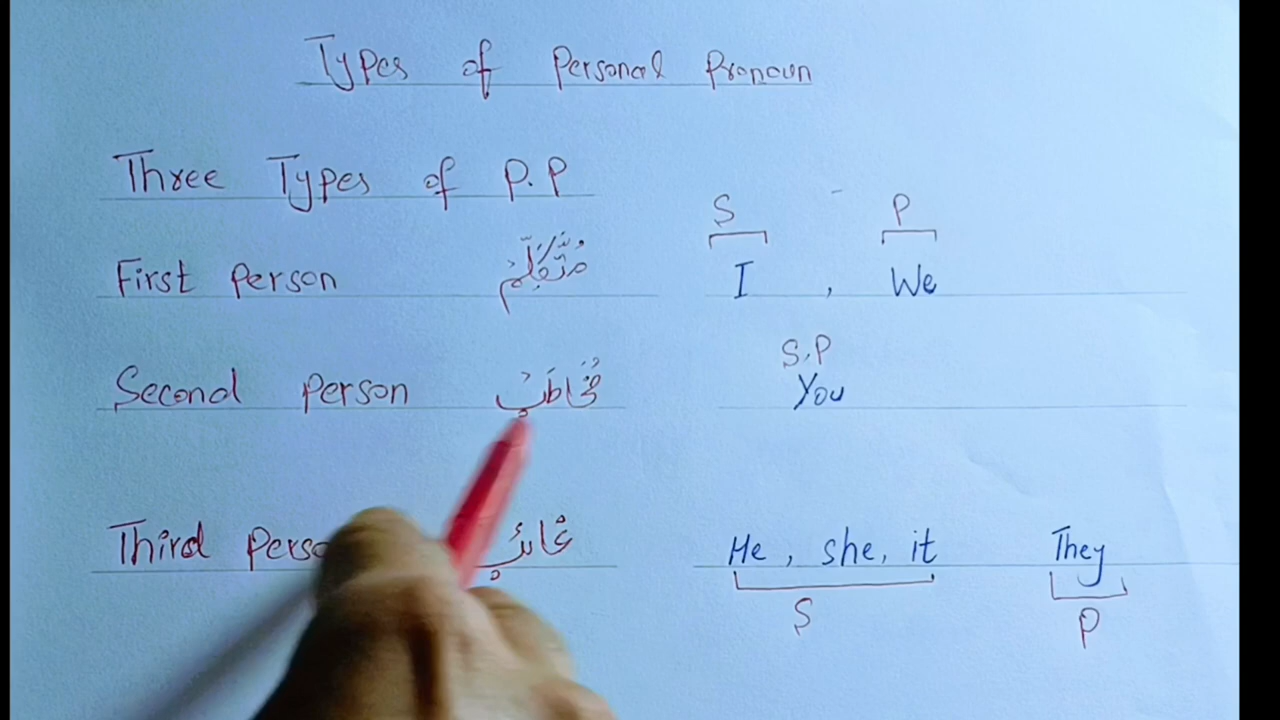 Types of Personal Pronoun
Three Types of P.P
S P
First Person مُتَكَلِّمْ I , We
S,P
Second Person مُخَاطَبْ You
Third Perso غائب He , she, it They
S P